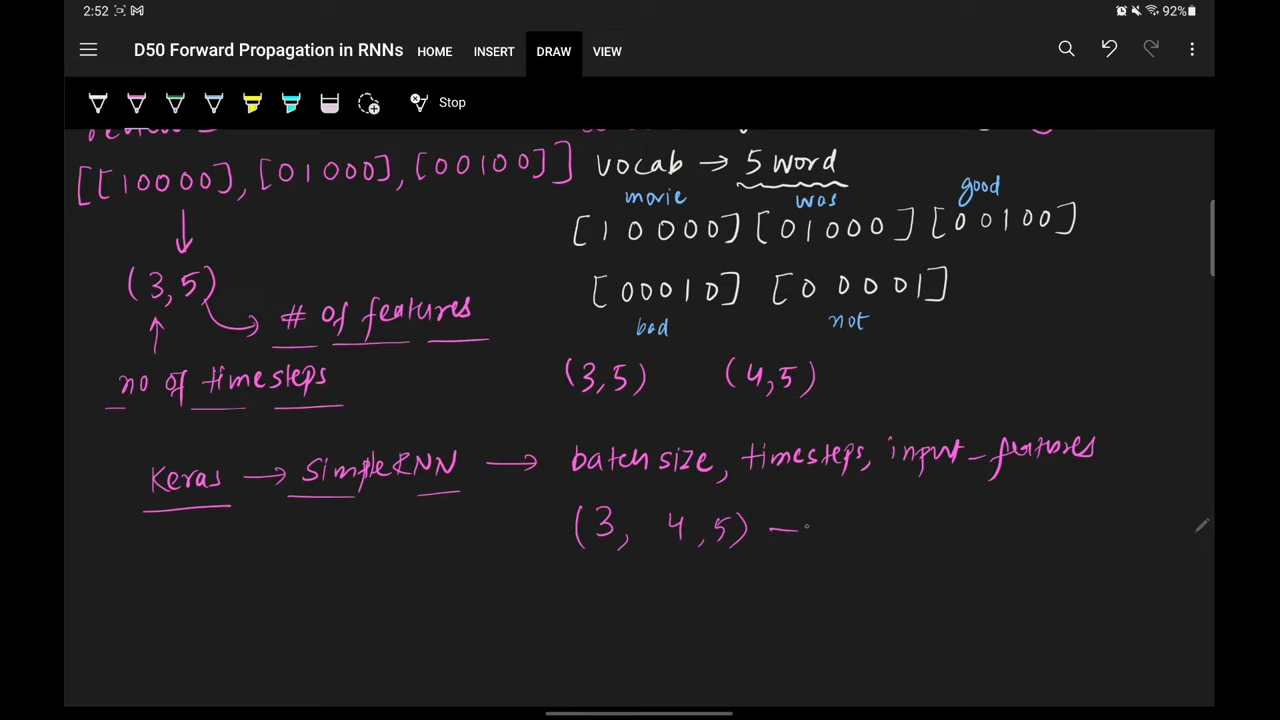 2:52 92%
D50 Forward Propagation in RNNs HOME INSERT DRAW VIEW
Stop
[[10000], [01000], [00100]]
vocab → 5 word
movie was good
[10000] [01000] [00100]
(3,5)
[00010] [00001]
# of features
bad not
no of timesteps
(3,5) (4,5)
Keras → SimpleRNN → batch size, timesteps, input_features
(3, 4,5) -